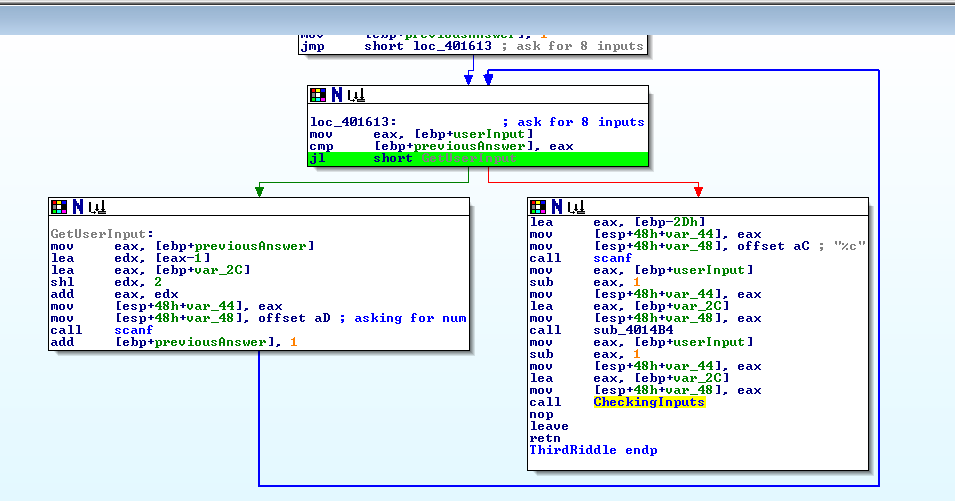 mov [ebp+previousAnswer], 1
jmp short loc_401613 ; ask for 8 inputs
loc_401613: ; ask for 8 inputs
mov eax, [ebp+userInput]
cmp [ebp+previousAnswer], eax
jl short GetUserInput
GetUserInput:
mov eax, [ebp+previousAnswer]
lea edx, [eax-1]
lea eax, [ebp+var_2C]
shl edx, 2
add eax, edx
mov [esp+48h+var_44], eax
mov [esp+48h+var_48], offset aD ; asking for num
call scanf
add [ebp+previousAnswer], 1
lea eax, [ebp-2Dh]
mov [esp+48h+var_44], eax
mov [esp+48h+var_48], offset aC ; "%c"
call scanf
mov eax, [ebp+userInput]
sub eax, 1
mov [esp+48h+var_44], eax
lea eax, [ebp+var_2C]
mov [esp+48h+var_48], eax
call sub_4014B4
mov eax, [ebp+userInput]
sub eax, 1
mov [esp+48h+var_44], eax
lea eax, [ebp+var_2C]
mov [esp+48h+var_48], eax
call CheckingInputs
nop
leave
retn
ThirdRiddle endp